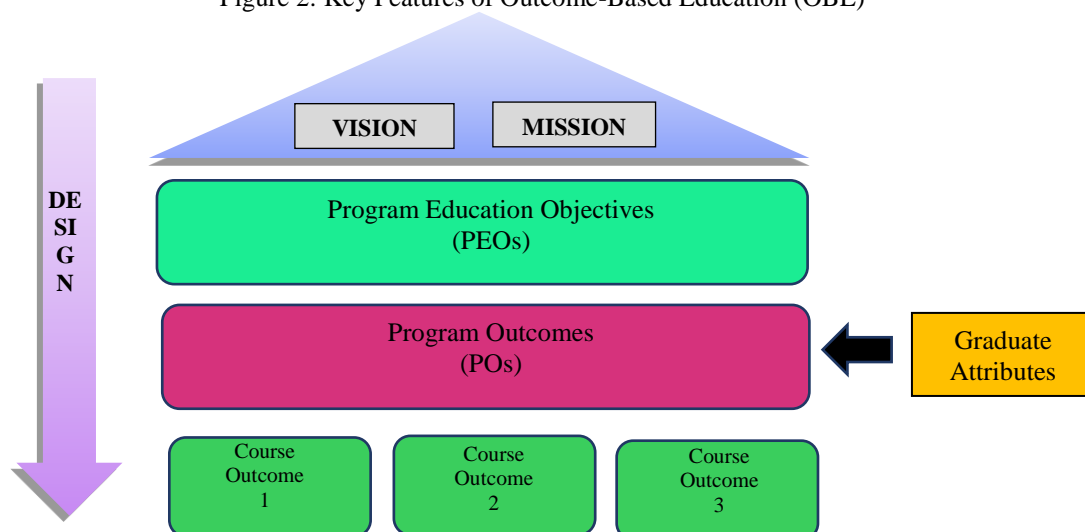 Figure 2: Key Features of Outcome-Based Education (OBE)
VISION
MISSION
DE
SI
G
N
Program Education Objectives
(PEOs)
Program Outcomes
(POs)
Graduate
Attributes
Course
Outcome
1
Course
Outcome
2
Course
Outcome
3